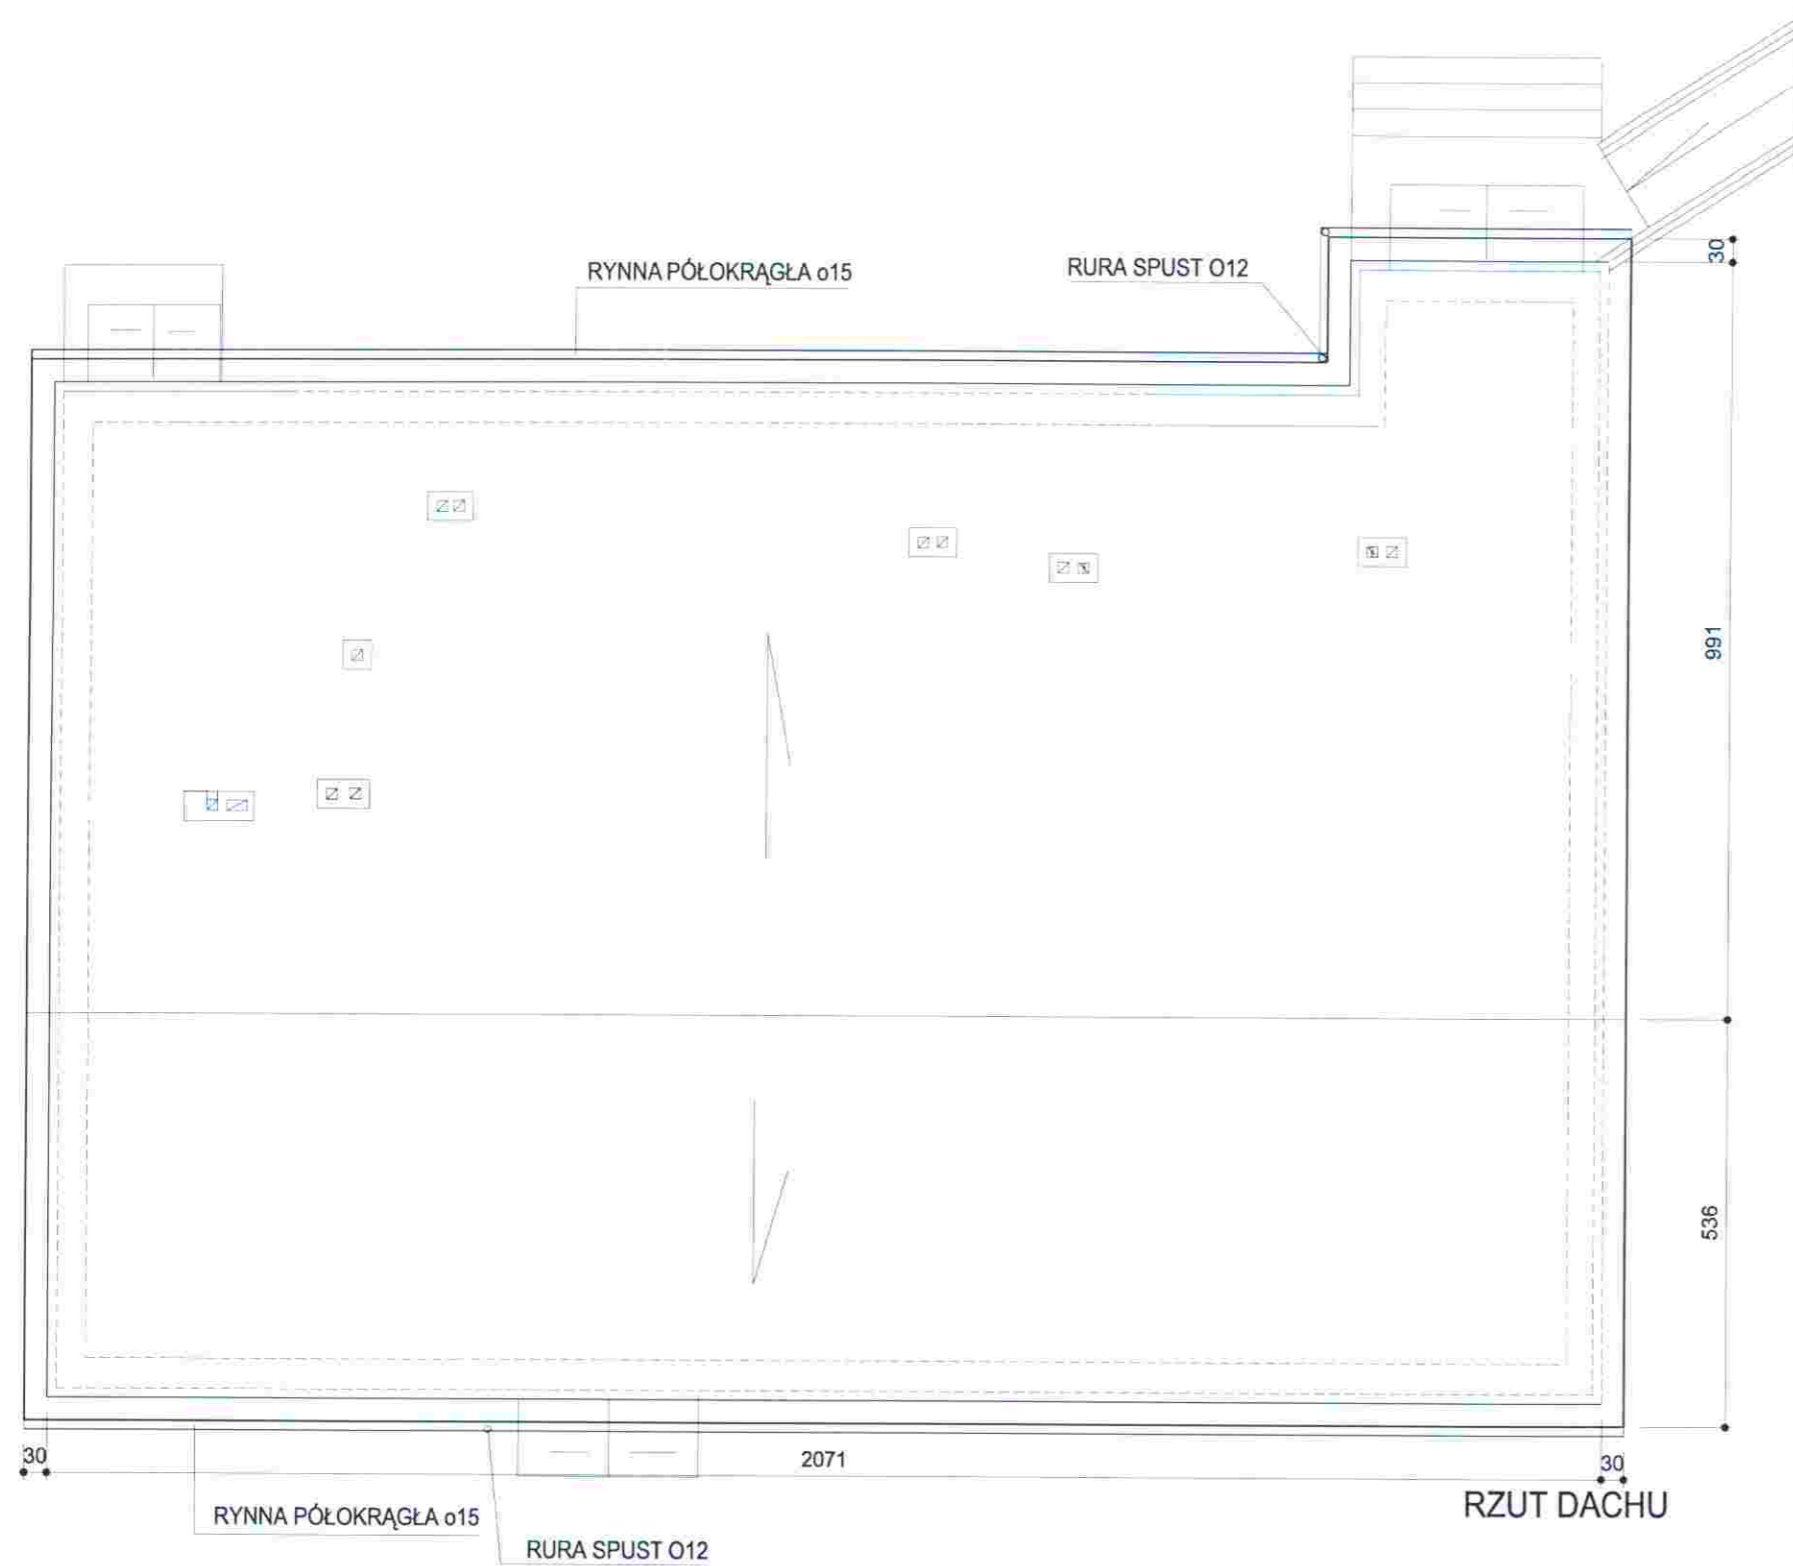 RYNNA PÓŁOKRĄGŁA o15
RURA SPUST O12
30
991
536
30
2071
30
RZUT DACHU
RYNNA PÓŁOKRĄGŁA o15
RURA SPUST O12